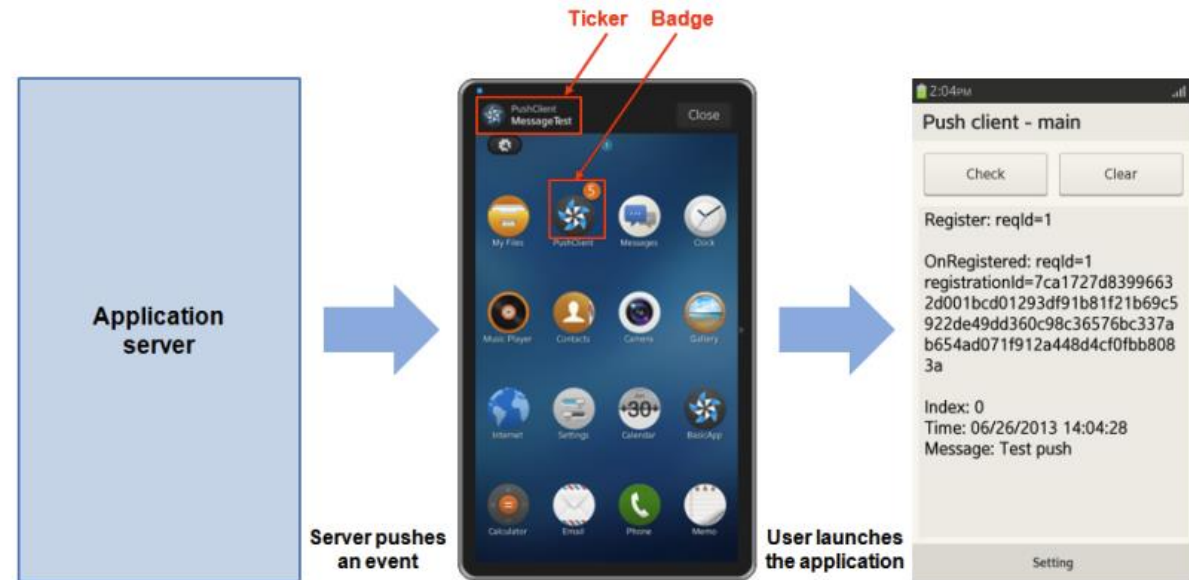 Ticker Badge
Application
server
PushClient
MessageTest
Close
5
My Files PushClient Messages Clock
Music Player Contacts Camera Gallery
30
Internet Settings Calendar BasicApp
Calculator Email Phone Memo
Server pushes
an event
User launches
the application
2:04PM
Push client - main
Check Clear
Register: reqId=1
OnRegistered: reqId=1
registrationId=7ca1727d8399663
2d001bcd01293df91b81f21b69c5
922de49dd360c98c36576bc337a
b654ad071f912a448d4cf0fbb808
3a
Index: 0
Time: 06/26/2013 14:04:28
Message: Test push
Setting